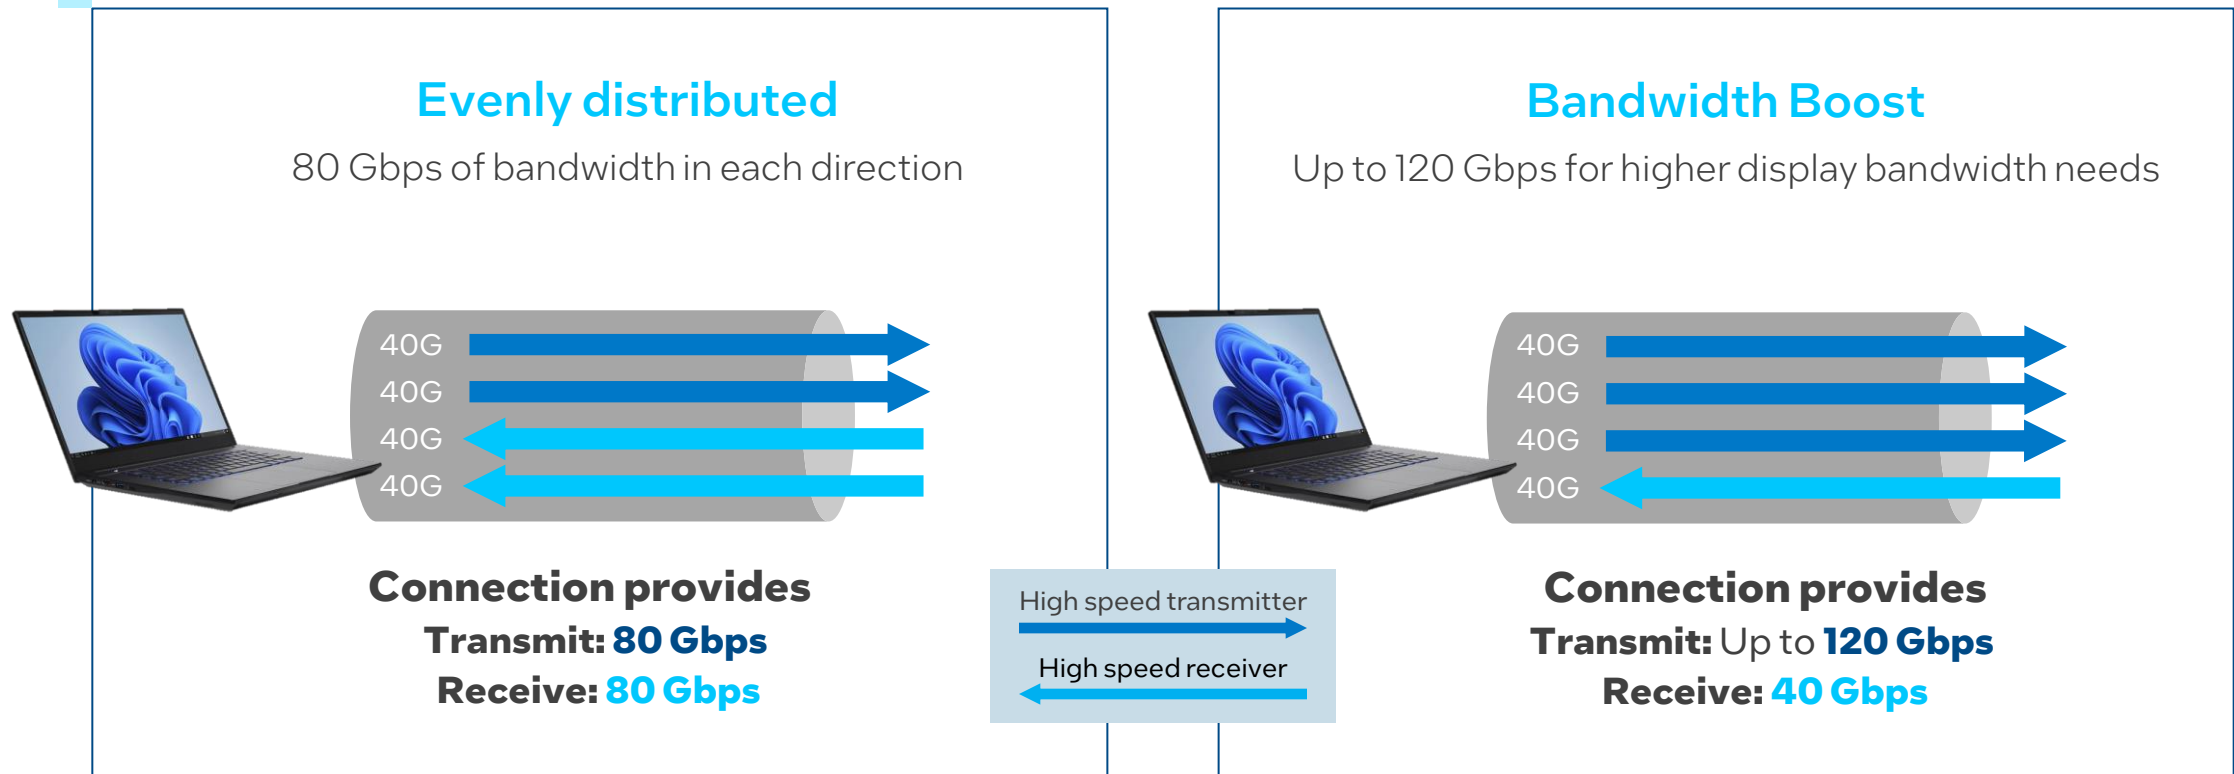 Evenly distributed
80 Gbps of bandwidth in each direction
40G
40G
40G
40G
Connection provides
Transmit: 80 Gbps
Receive: 80 Gbps
High speed transmitter
High speed receiver
Bandwidth Boost
Up to 120 Gbps for higher display bandwidth needs
40G
40G
40G
40G
Connection provides
Transmit: Up to 120 Gbps
Receive: 40 Gbps